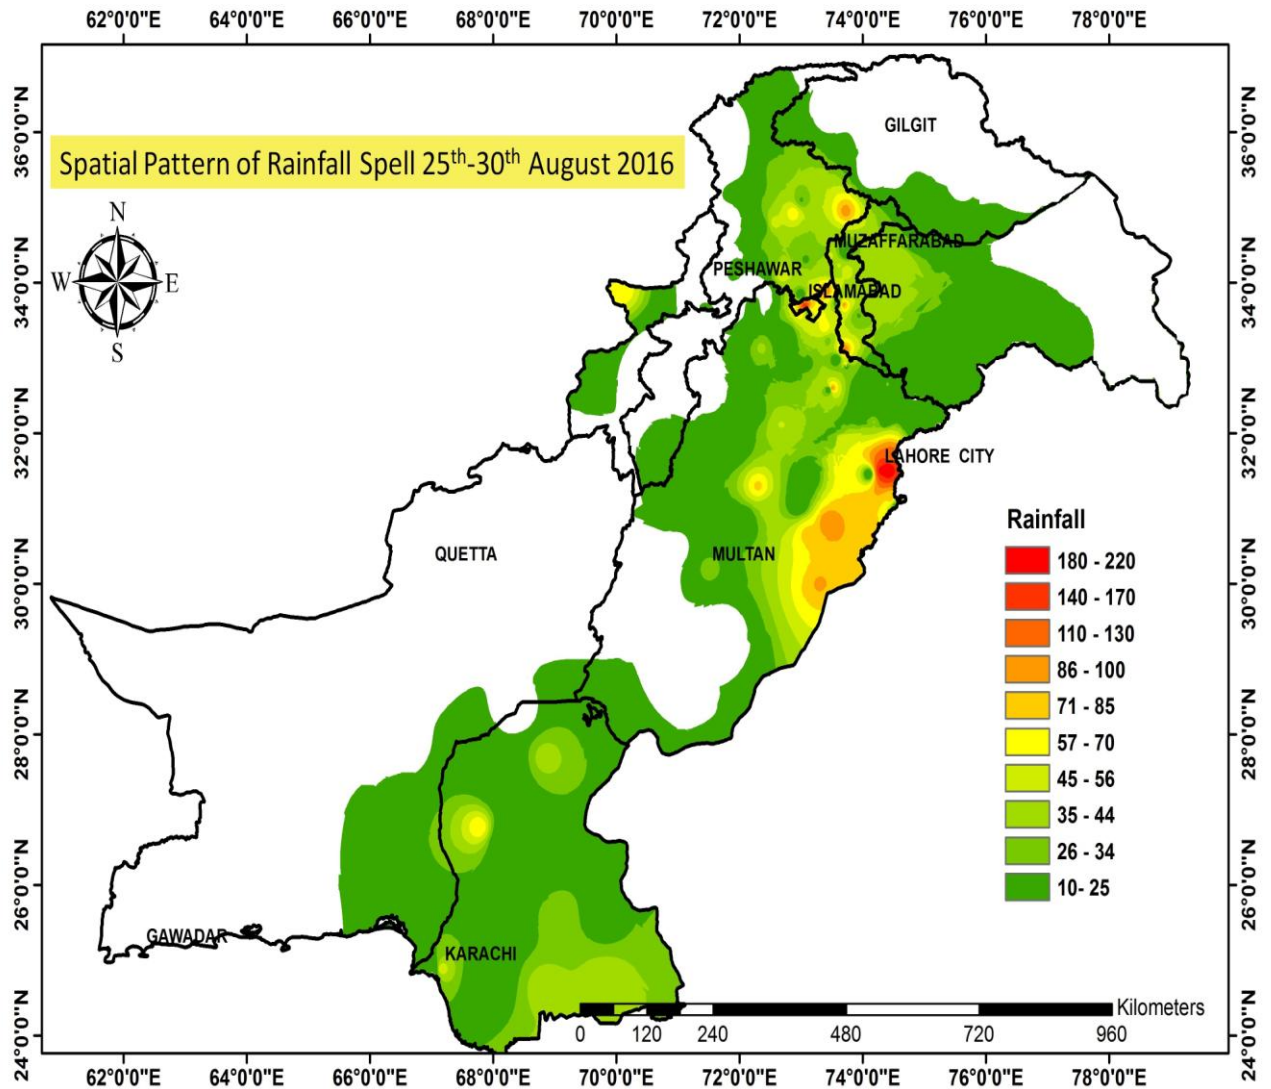 62°0'0"E 64°0'0"E 66°0'0"E 68°0'0"E 70°0'0"E 72°0'0"E 74°0'0"E 76°0'0"E 78°0'0"E
36°0'0"N
34°0'0"N
32°0'0"N
30°0'0"N
28°0'0"N
26°0'0"N
24°0'0"N
Spatial Pattern of Rainfall Spell 25th-30th August 2016
N
W E
S
GILGIT
MUZAFFARABAD
PESHAWAR
ISLAMABAD
LAHORE CITY
QUETTA
MULTAN
GAWADAR
KARACHI
Rainfall
180 - 220
140 - 170
110 - 130
86 - 100
71 - 85
57 - 70
45 - 56
35 - 44
26 - 34
10- 25
Kilometers
0 120 240 480 720 960
36°0'0"N
34°0'0"N
32°0'0"N
30°0'0"N
28°0'0"N
26°0'0"N
24°0'0"N
62°0'0"E 64°0'0"E 66°0'0"E 68°0'0"E 70°0'0"E 72°0'0"E 74°0'0"E 76°0'0"E 78°0'0"E